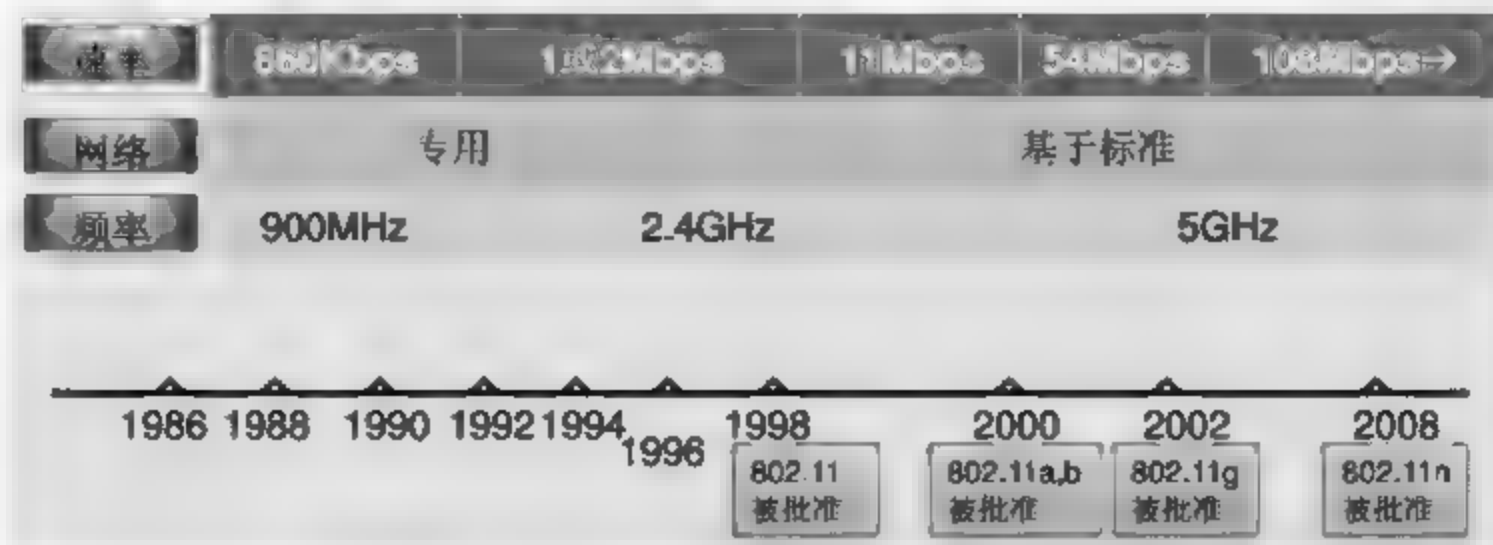 860Kbps 1或2Mbps 11Mbps 54Mbps 108Mbps→
网络 专用 基于标准
频率 900MHz 2.4GHz 5GHz
1986 1988 1990 1992 1994 1996 1998 2000 2002 2008
802.11 被批准
802.11a,b 被批准
802.11g 被批准
802.11n 被批准